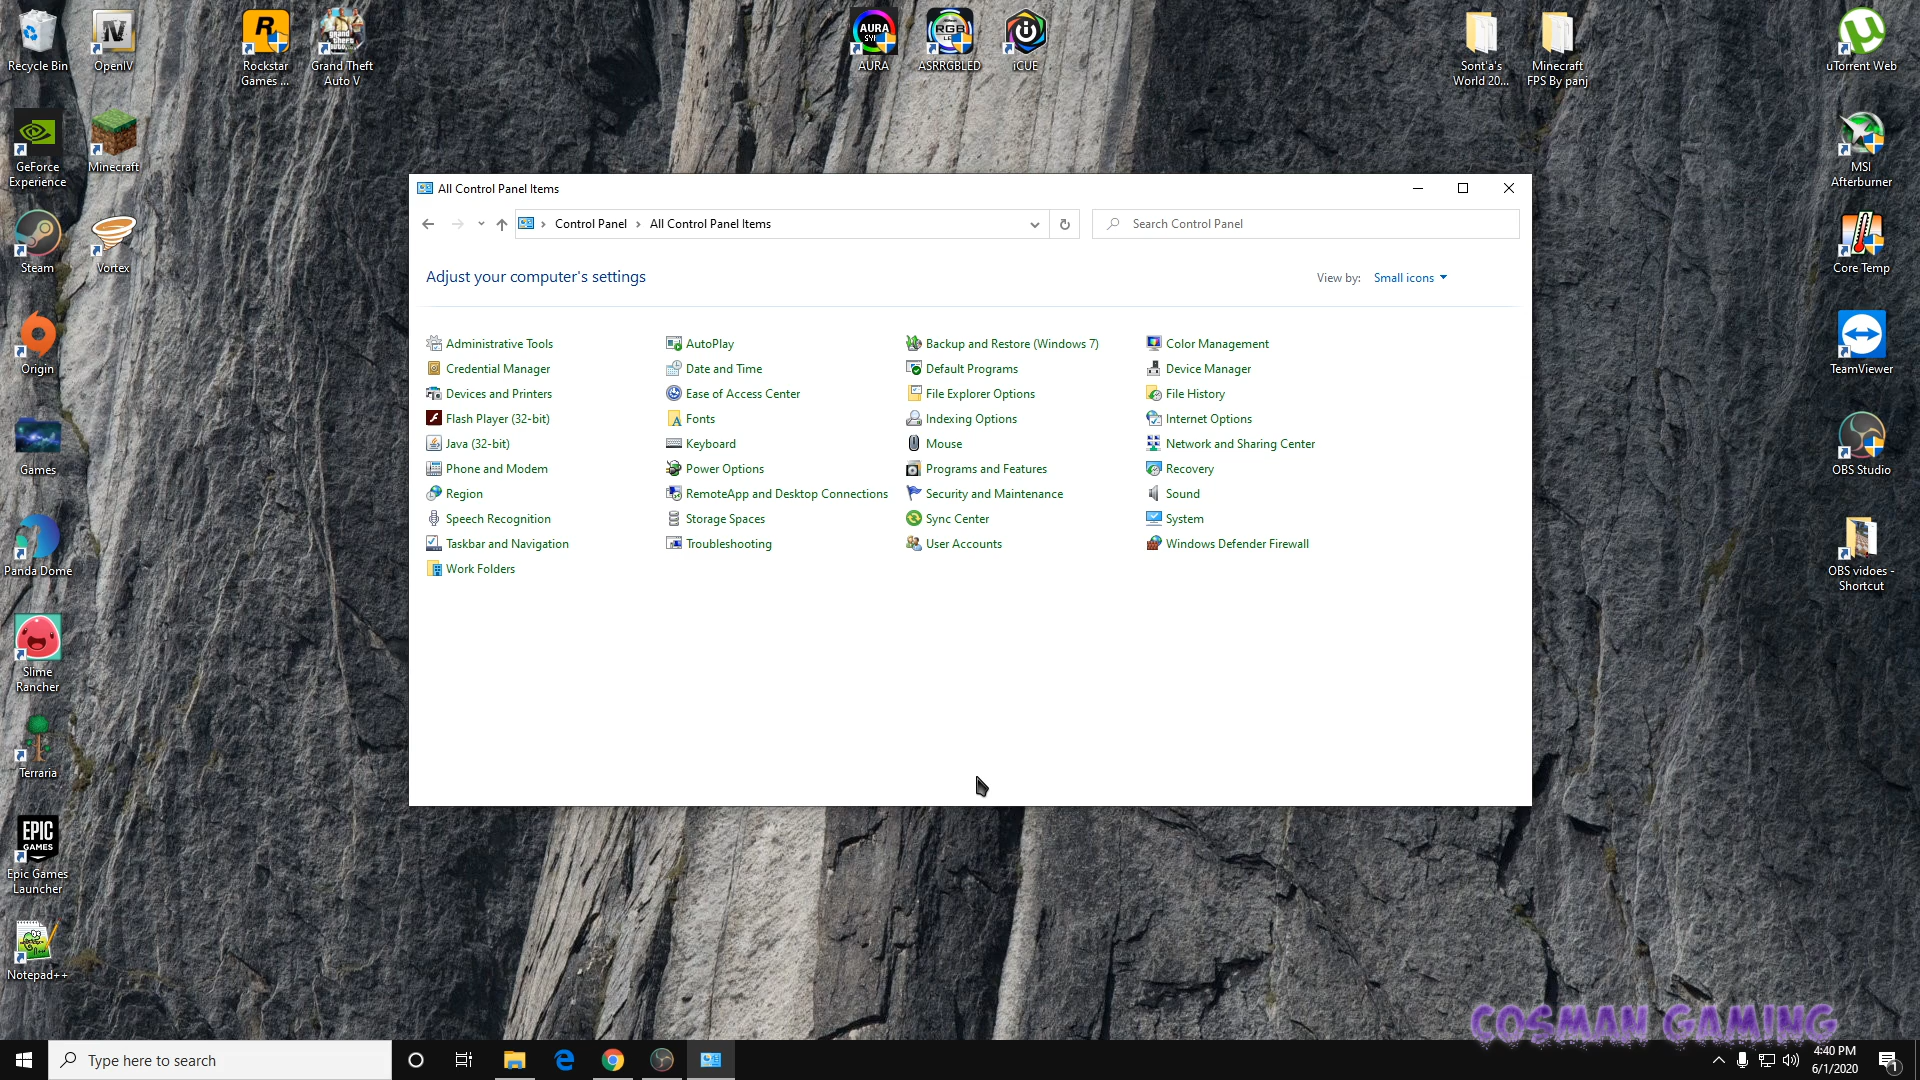 Recycle Bin
OpenIV
Rockstar
Games ...
Grand Theft
Auto V
AURA
ASRRGBLED
iCUE
Sont'a's
World 20...
Minecraft
FPS By panj
uTorrent Web
GeForce
Experience
Minecraft
MSI
Afterburner
Steam
Vortex
Core Temp
Origin
TeamViewer
Games
OBS Studio
Panda Dome
OBS vidoes -
Shortcut
Slime
Rancher
Terraria
EPIC
GAMES
Epic Games
Launcher
Notepad++
All Control Panel Items
Control Panel
All Control Panel Items
Search Control Panel
Adjust your computer's settings
View by:
Small icons
Administrative Tools
AutoPlay
Backup and Restore (Windows 7)
Color Management
Credential Manager
Date and Time
Default Programs
Device Manager
Devices and Printers
Ease of Access Center
File Explorer Options
File History
Flash Player (32-bit)
Fonts
Indexing Options
Internet Options
Java (32-bit)
Keyboard
Mouse
Network and Sharing Center
Phone and Modem
Power Options
Programs and Features
Recovery
Region
RemoteApp and Desktop Connections
Security and Maintenance
Sound
Speech Recognition
Storage Spaces
Sync Center
System
Taskbar and Navigation
Troubleshooting
User Accounts
Windows Defender Firewall
Work Folders
COSMAN GAMING
Type here to search
4:40 PM
6/1/2020
1